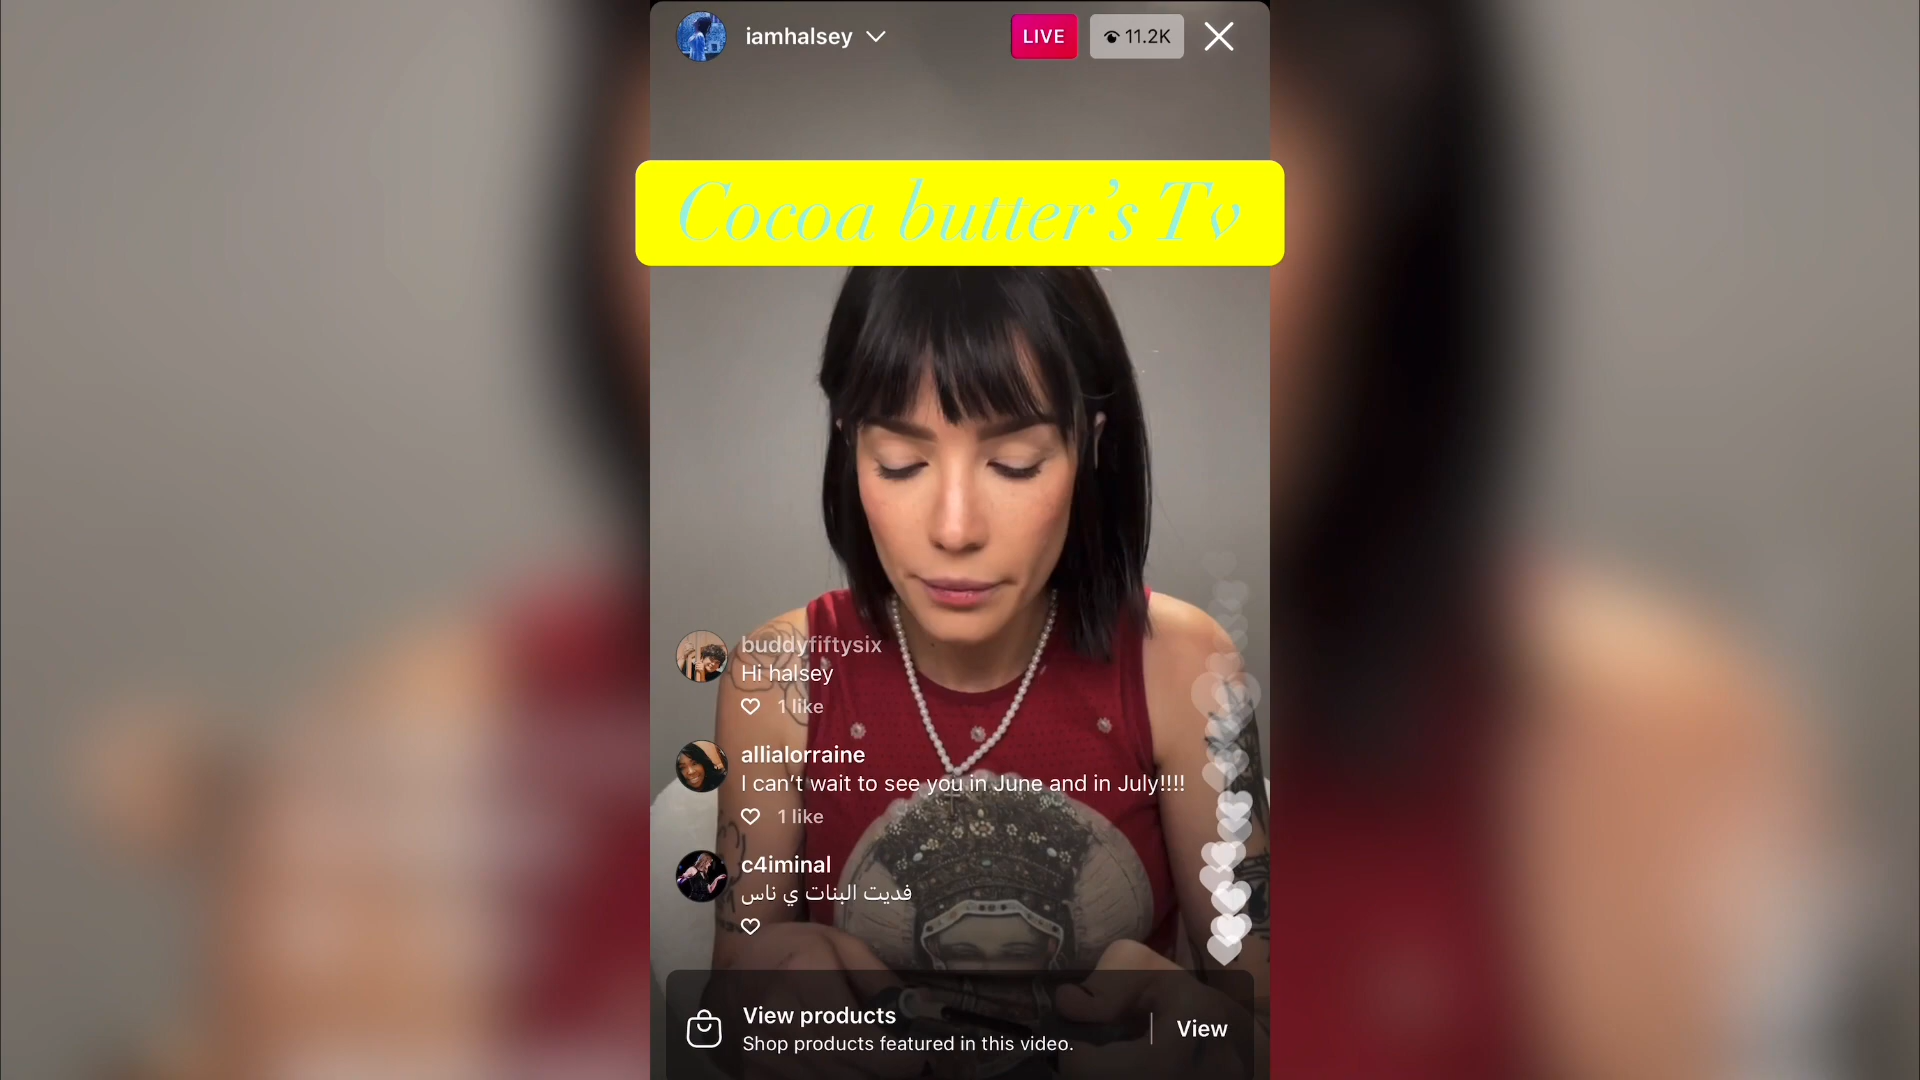 iamhalsey
LIVE
11.2K
Cocoa butter’s Tv
buddyfiftysix
Hi halsey
1 like
allialorraine
I can’t wait to see you in June and in July!!!!
1 like
c4iminal
فديت البنات ي ناس
View products
Shop products featured in this video.
View